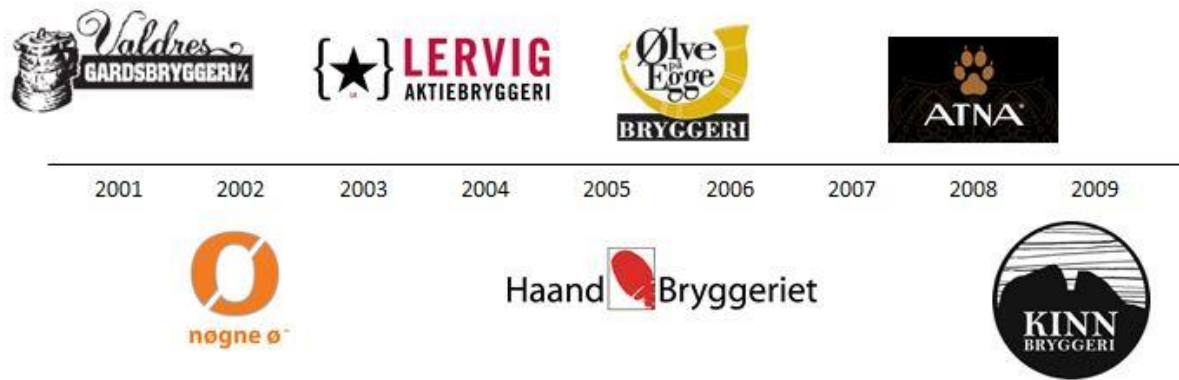 Valdres
GARDSBRYGGERI%
{★} LERVIG
AKTIEBRYGGERI
Ølve
på
Egge
BRYGGERI
ATNA
2001 2002 2003 2004 2005 2006 2007 2008 2009
Ø
nøgne ø
Haand Bryggeriet
KINN
BRYGGERI